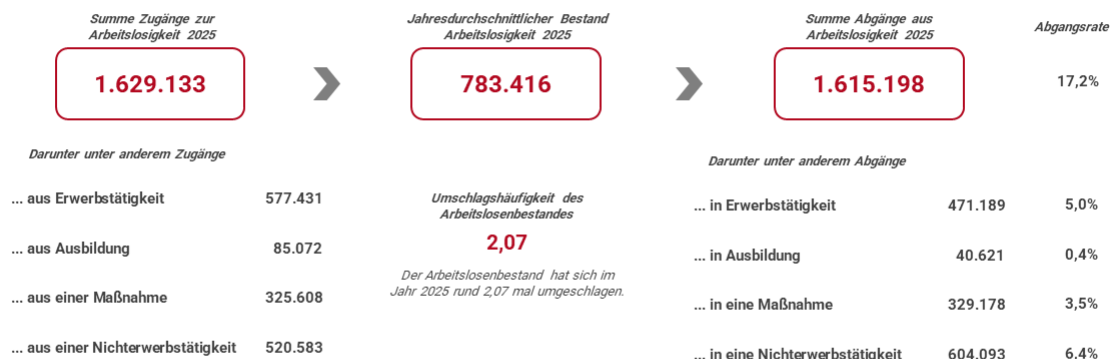 Summe Zugänge zur
Arbeitslosigkeit 2025
1.629.133
Jahresdurchschnittlicher Bestand
Arbeitslosigkeit 2025
783.416
Summe Abgänge aus
Arbeitslosigkeit 2025
1.615.198
Abgangsrate
17,2%
Darunter unter anderem Zugänge
... aus Erwerbstätigkeit 577.431
... aus Ausbildung 85.072
... aus einer Maßnahme 325.608
... aus einer Nichterwerbstätigkeit 520.583
Umschlagshäufigkeit des
Arbeitslosenbestandes
2,07
Der Arbeitslosenbestand hat sich im
Jahr 2025 rund 2,07 mal umgeschlagen.
Darunter unter anderem Abgänge
... in Erwerbstätigkeit 471.189 5,0%
... in Ausbildung 40.621 0,4%
... in eine Maßnahme 329.178 3,5%
... in eine Nichterwerbstätigkeit 604.093 6,4%